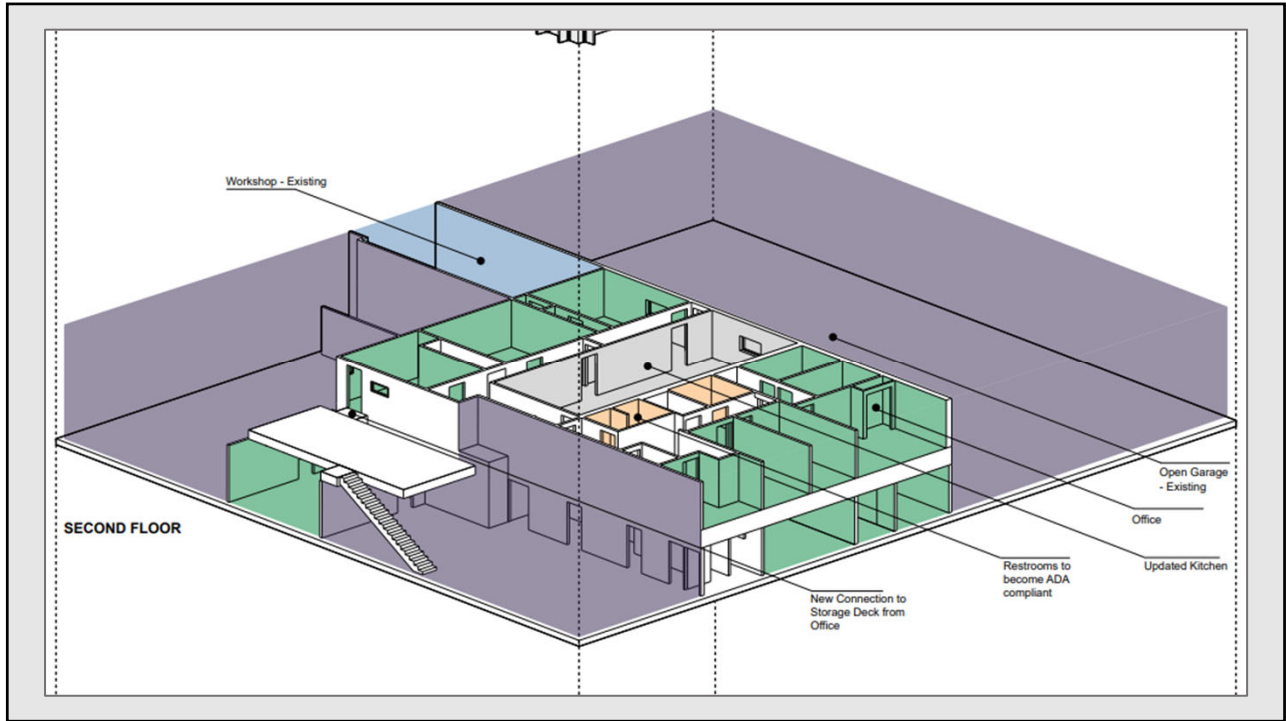 Workshop - Existing
SECOND FLOOR
Open Garage
- Existing
Office
Updated Kitchen
Restrooms to
become ADA
compliant
New Connection to
Storage Deck from
Office